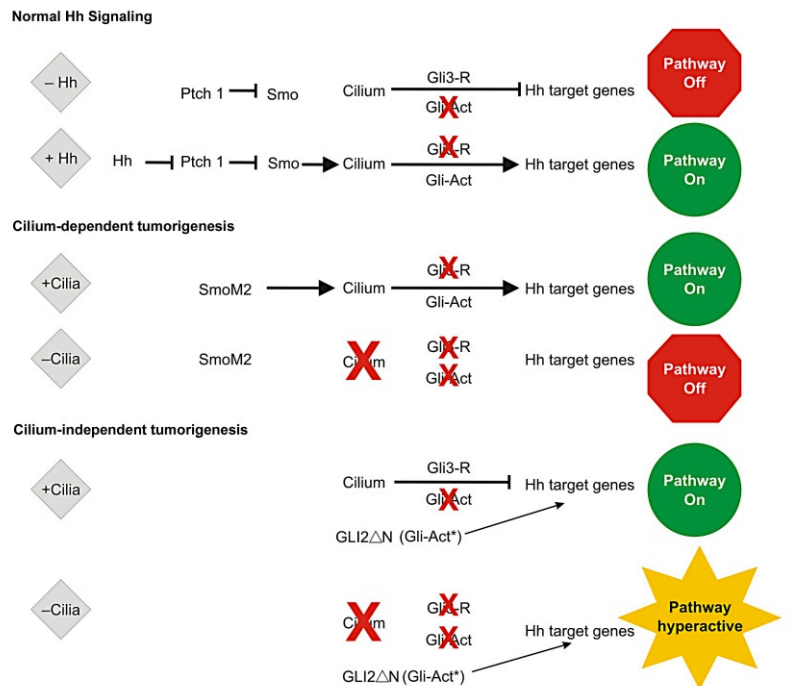 Normal Hh Signaling
– Hh
Ptch 1
Smo
Cilium
Gli3-R
Gli-Act
Hh target genes
Pathway
Off
+ Hh
Hh
Ptch 1
Smo
Cilium
Gli3-R
Gli-Act
Hh target genes
Pathway
On
Cilium-dependent tumorigenesis
+Cilia
SmoM2
Cilium
Gli3-R
Gli-Act
Hh target genes
Pathway
On
–Cilia
SmoM2
Cilium
Gli3-R
Gli-Act
Hh target genes
Pathway
Off
Cilium-independent tumorigenesis
+Cilia
Cilium
Gli3-R
Gli-Act
Hh target genes
GLI2△N (Gli-Act*)
Pathway
On
–Cilia
Cilium
Gli3-R
Gli-Act
Hh target genes
GLI2△N (Gli-Act*)
Pathway
hyperactive